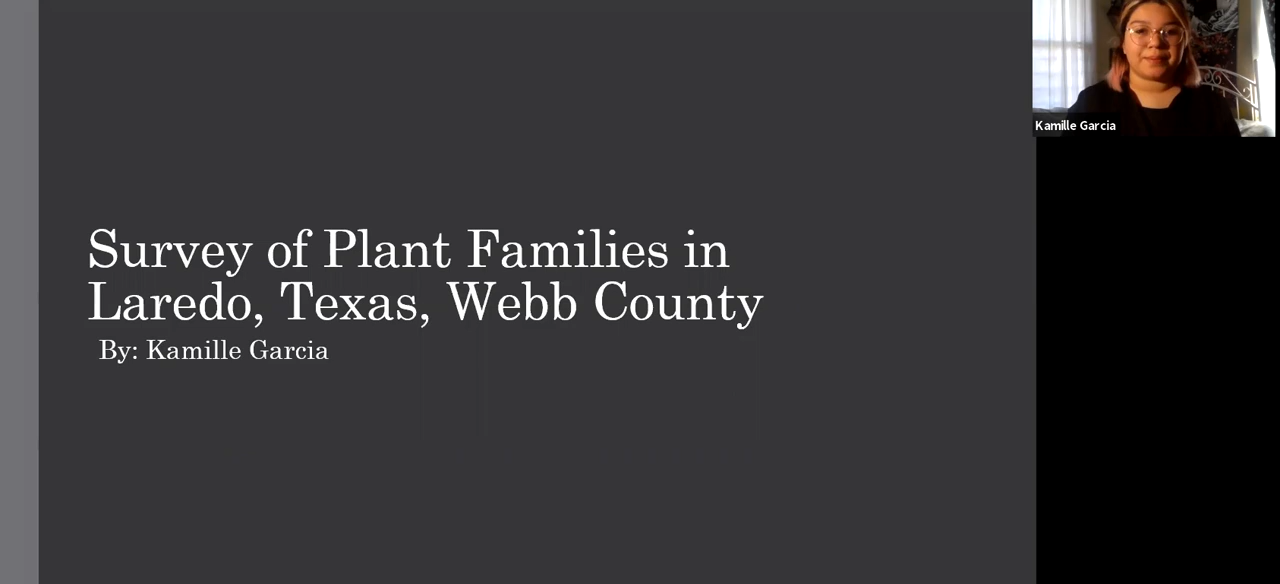 Survey of Plant Families in
Laredo, Texas, Webb County
By: Kamille Garcia
Kamille Garcia